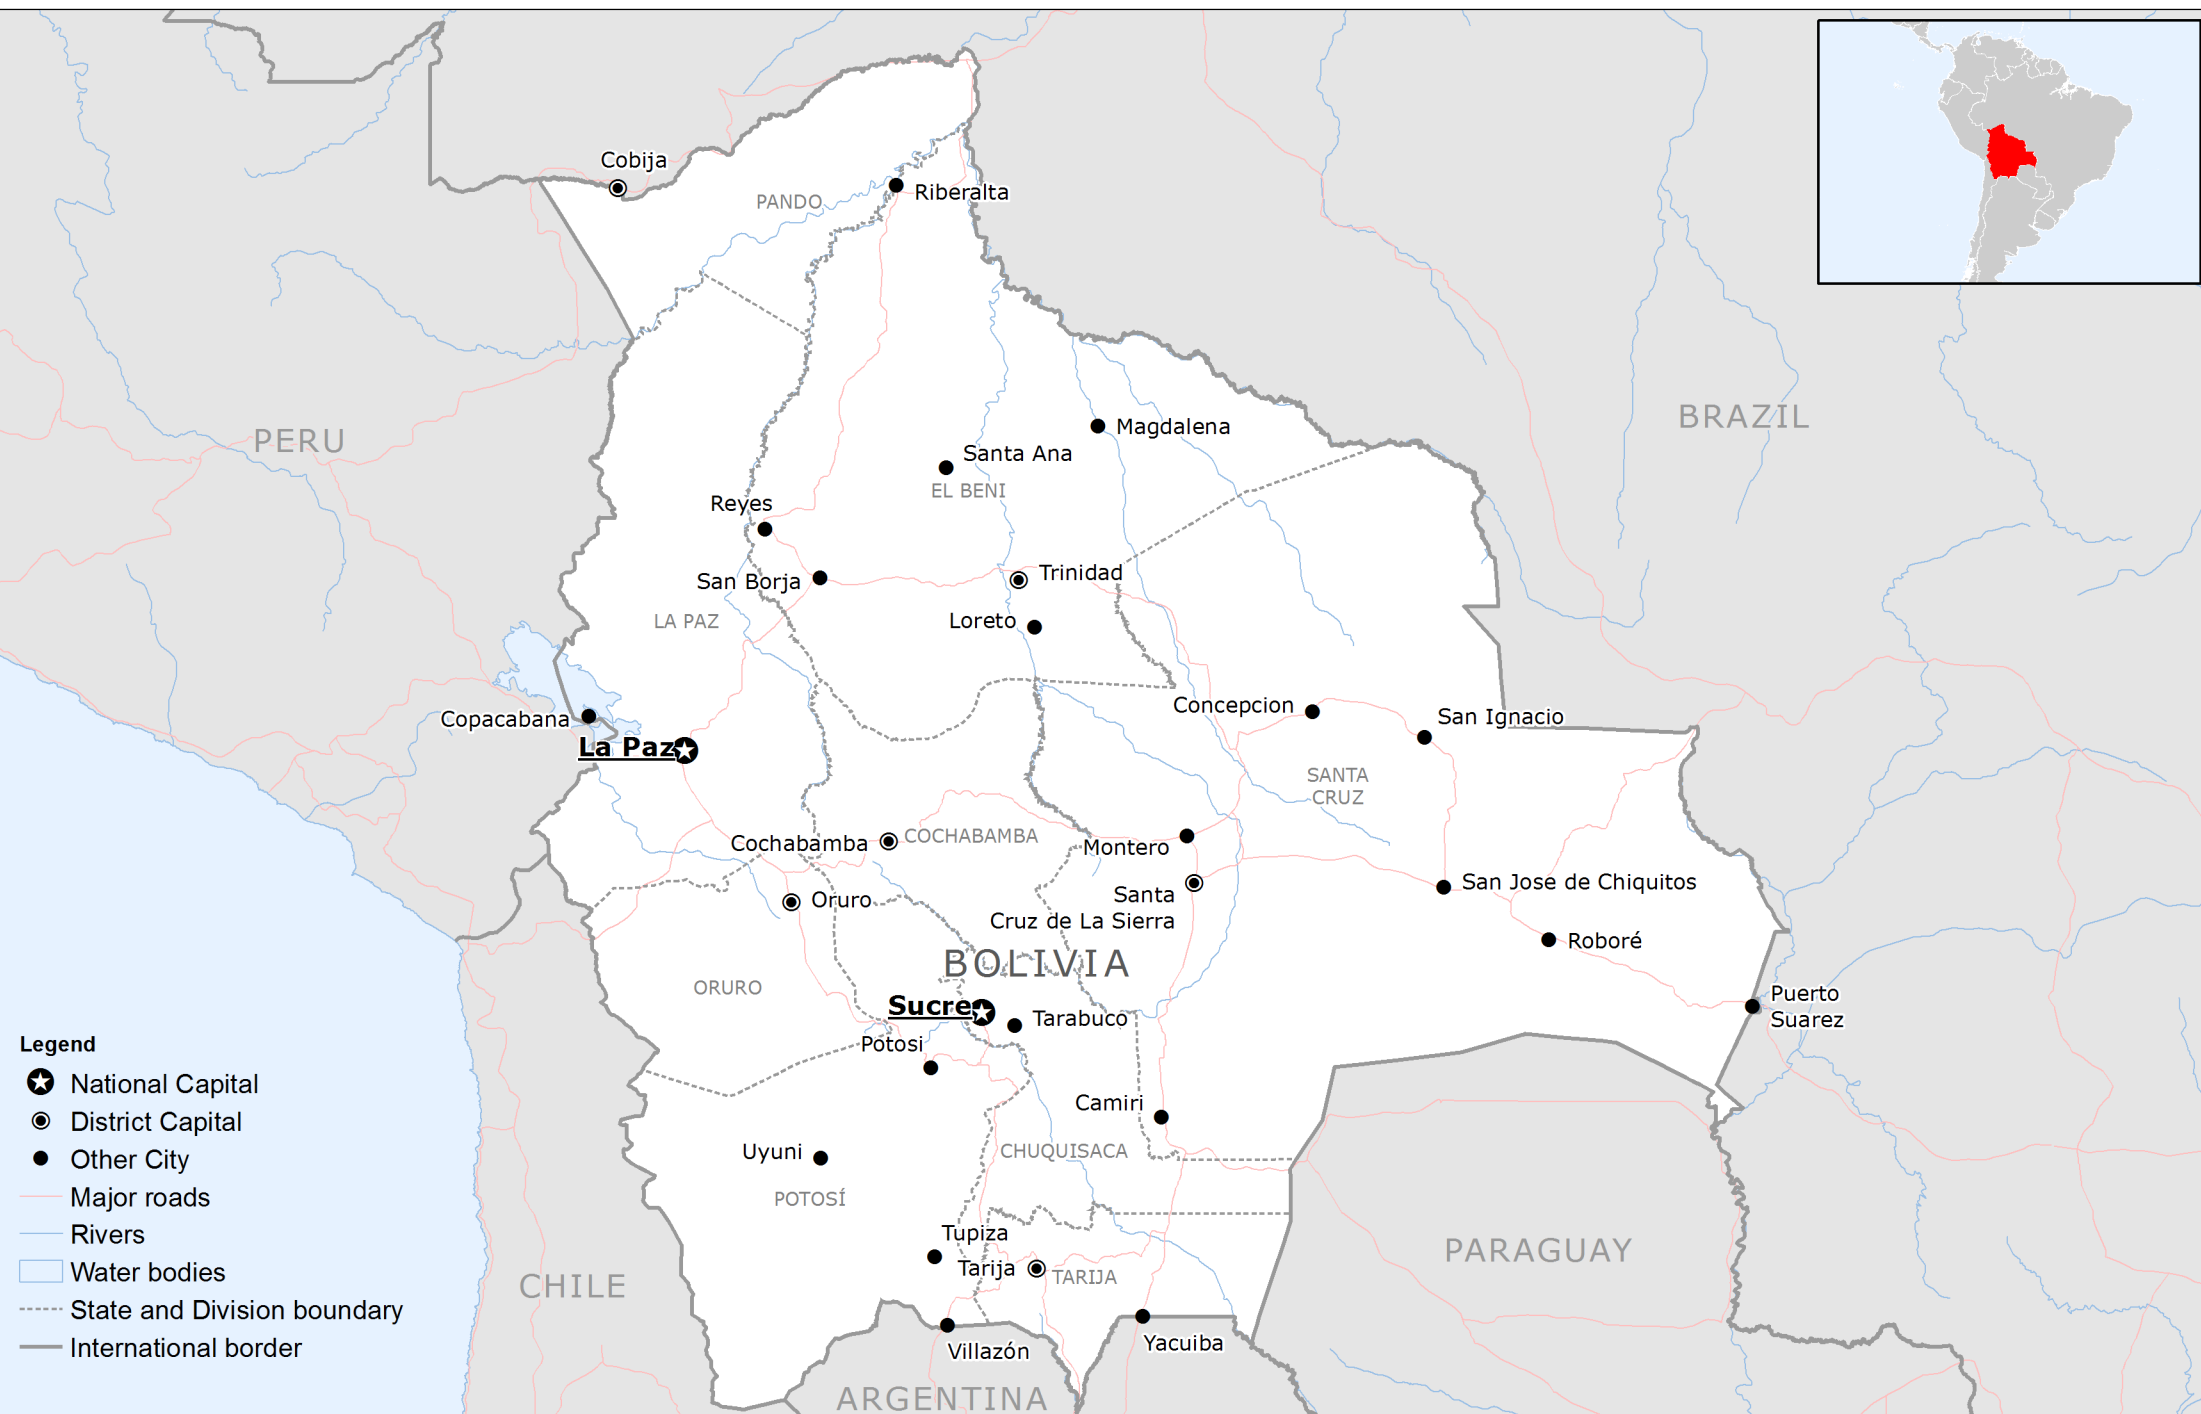 Cobija
PANDO
Riberalta
BRAZIL
PERU
Magdalena
Santa Ana
EL BENI
Reyes
San Borja
Trinidad
LA PAZ
Loreto
Copacabana
Concepcion
San Ignacio
La Paz
SANTA
CRUZ
Cochabamba
COCHABAMBA
Montero
San Jose de Chiquitos
Oruro
Santa
Cruz de La Sierra
Roboré
BOLIVIA
ORURO
Puerto
Suarez
Sucre
Tarabuco
Potosi
Camiri
Uyuni
CHUQUISACA
POTOSÍ
Tupiza
PARAGUAY
Tarija
TARIJA
CHILE
Villazón
Yacuiba
ARGENTINA
Legend
National Capital
District Capital
Other City
Major roads
Rivers
Water bodies
State and Division boundary
International border